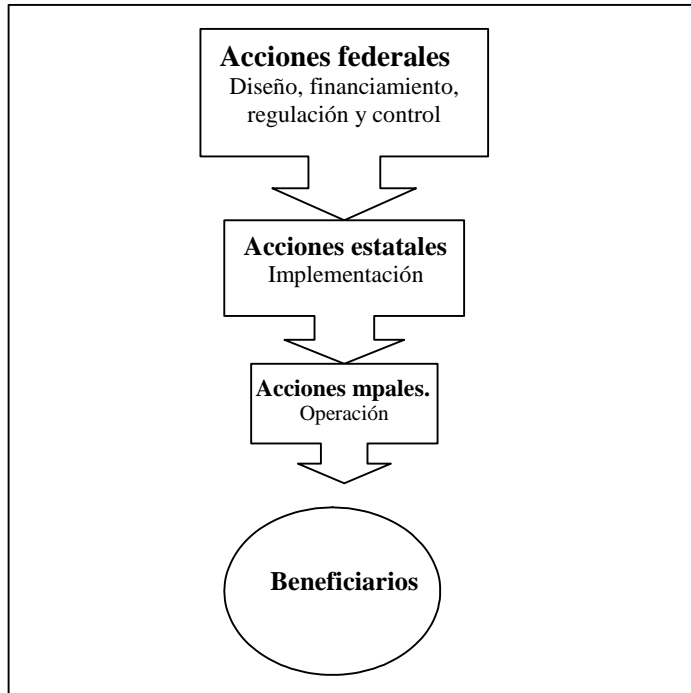 Acciones federales
Diseño, financiamiento,
regulación y control
Acciones estatales
Implementación
Acciones mpales.
Operación
Beneficiarios